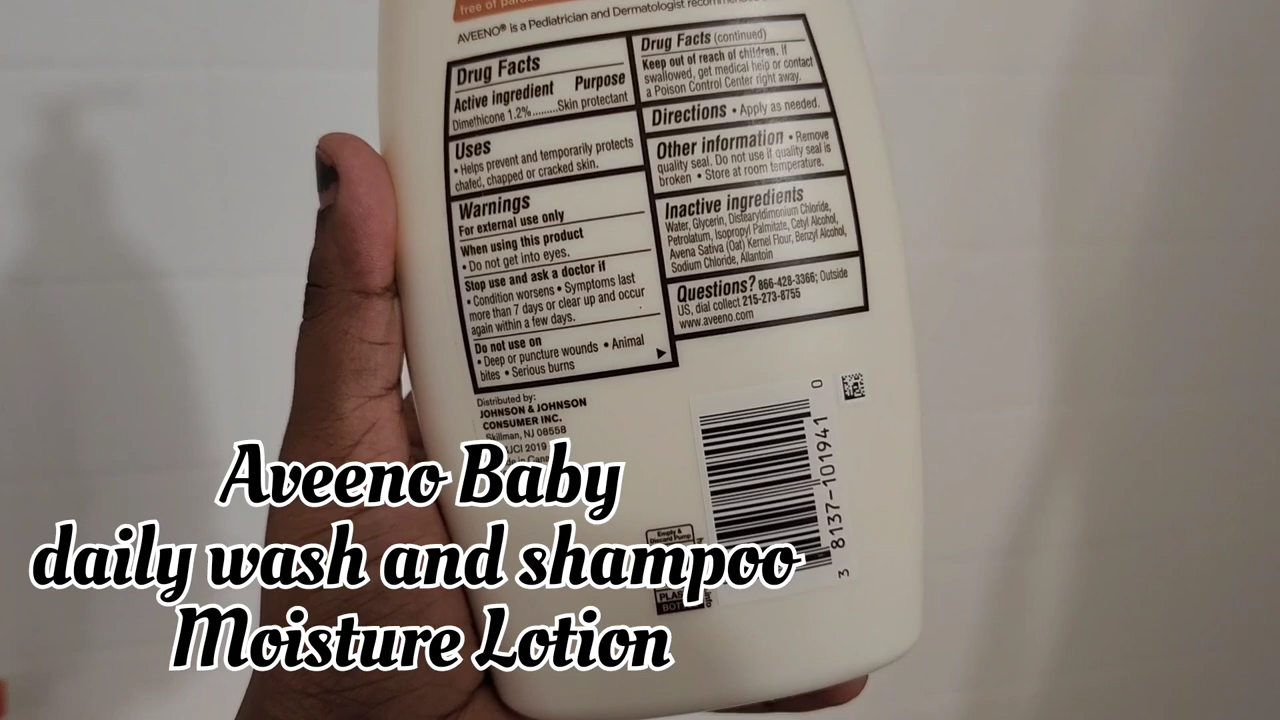 free of
AVEENO® is a Pediatrician and Dermatologist
Drug Facts
Active ingredient Purpose
Dimethicone 1.2%.........Skin protectant
Uses
• Helps prevent and temporarily protects
chafed, chapped or cracked skin.
Warnings
For external use only
When using this product
• Do not get into eyes.
Stop use and ask a doctor if
• Condition worsens • Symptoms last
more than 7 days or clear up and occur
again within a few days.
Do not use on
• Deep or puncture wounds • Animal
bites • Serious burns
Drug Facts (continued)
Keep out of reach of children. If
swallowed, get medical help or contact
a Poison Control Center right away.
Directions • Apply as needed.
Other information • Remove
quality seal. Do not use if quality seal is
broken • Store at room temperature.
Inactive ingredients
Water, Glycerin, Distearyldimonium Chloride,
Petrolatum, Isopropyl Palmitate, Cetyl Alcohol,
Avena Sativa (Oat) Kernel Flour, Benzyl Alcohol,
Sodium Chloride, Allantoin
Questions? 866-428-3366; Outside
US, dial collect 215-273-8755
www.aveeno.com
Distributed by:
JOHNSON & JOHNSON
CONSUMER INC.
Skillman, NJ 08558
2019
3 8137-101941 0
Empty &
Discard Pump
Aveeno Baby
daily wash and shampoo
Moisture Lotion